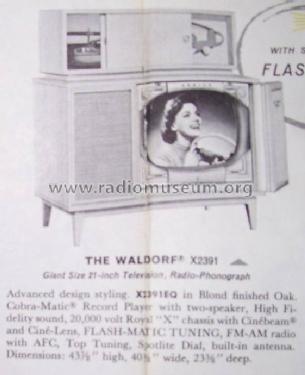 WITH S
FLAS
ZENITH
www.radiomuseum.org
THE WALDORF® X2391
Giant Size 21-inch Television, Radio-Phonograph
Advanced design styling. X2391EQ in Blond finished Oak.
Cobra-Matic® Record Player with two-speaker, High Fi-
delity sound, 20,000 volt Royal "X" chassis with Cinébeam®
and Ciné-Lens, FLASH-MATIC TUNING, FM-AM radio
with AFC, Top Tuning, Spotlite Dial, built-in antenna.
Dimensions: 43⅞" high, 40⅜" wide, 23⅜" deep.